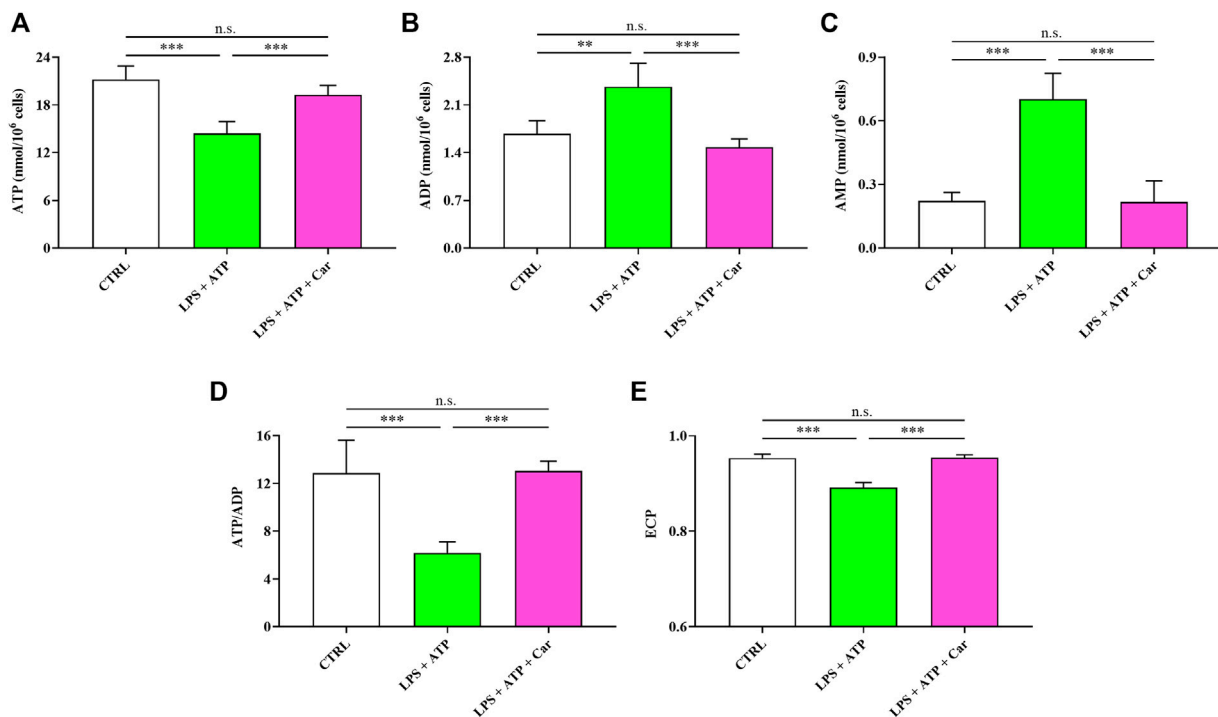 A
n.s.
***
***
ATP (nmol/10⁶ cells)
24
18
12
6
0
CTRL
LPS + ATP
LPS + ATP + Car
B
n.s.
**
***
ADP (nmol/10⁶ cells)
2.8
2.1
1.4
0.7
0.0
CTRL
LPS + ATP
LPS + ATP + Car
C
n.s.
***
***
AMP (nmol/10⁶ cells)
0.9
0.6
0.3
0.0
CTRL
LPS + ATP
LPS + ATP + Car
D
n.s.
***
***
ATP/ADP
16
12
8
4
0
CTRL
LPS + ATP
LPS + ATP + Car
E
n.s.
***
***
ECP
1.0
0.8
0.6
CTRL
LPS + ATP
LPS + ATP + Car